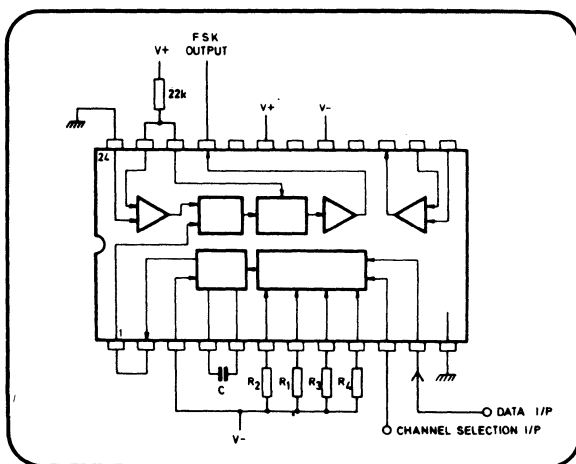 FSK
OUTPUT
V+
22k
V+
V-
24
1
C
R2
R1
R3
R4
V-
DATA I/P
CHANNEL SELECTION I/P